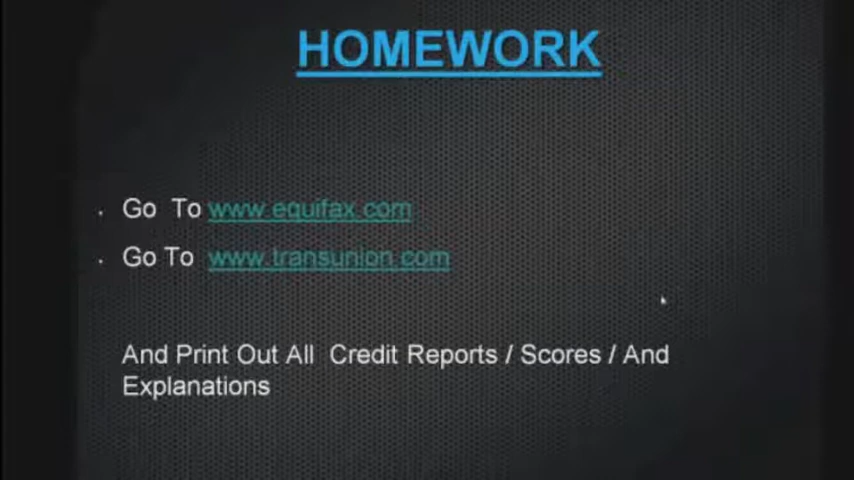 HOMEWORK
Go To www.equifax.com
Go To www.transunion.com
And Print Out All Credit Reports / Scores / And
Explanations